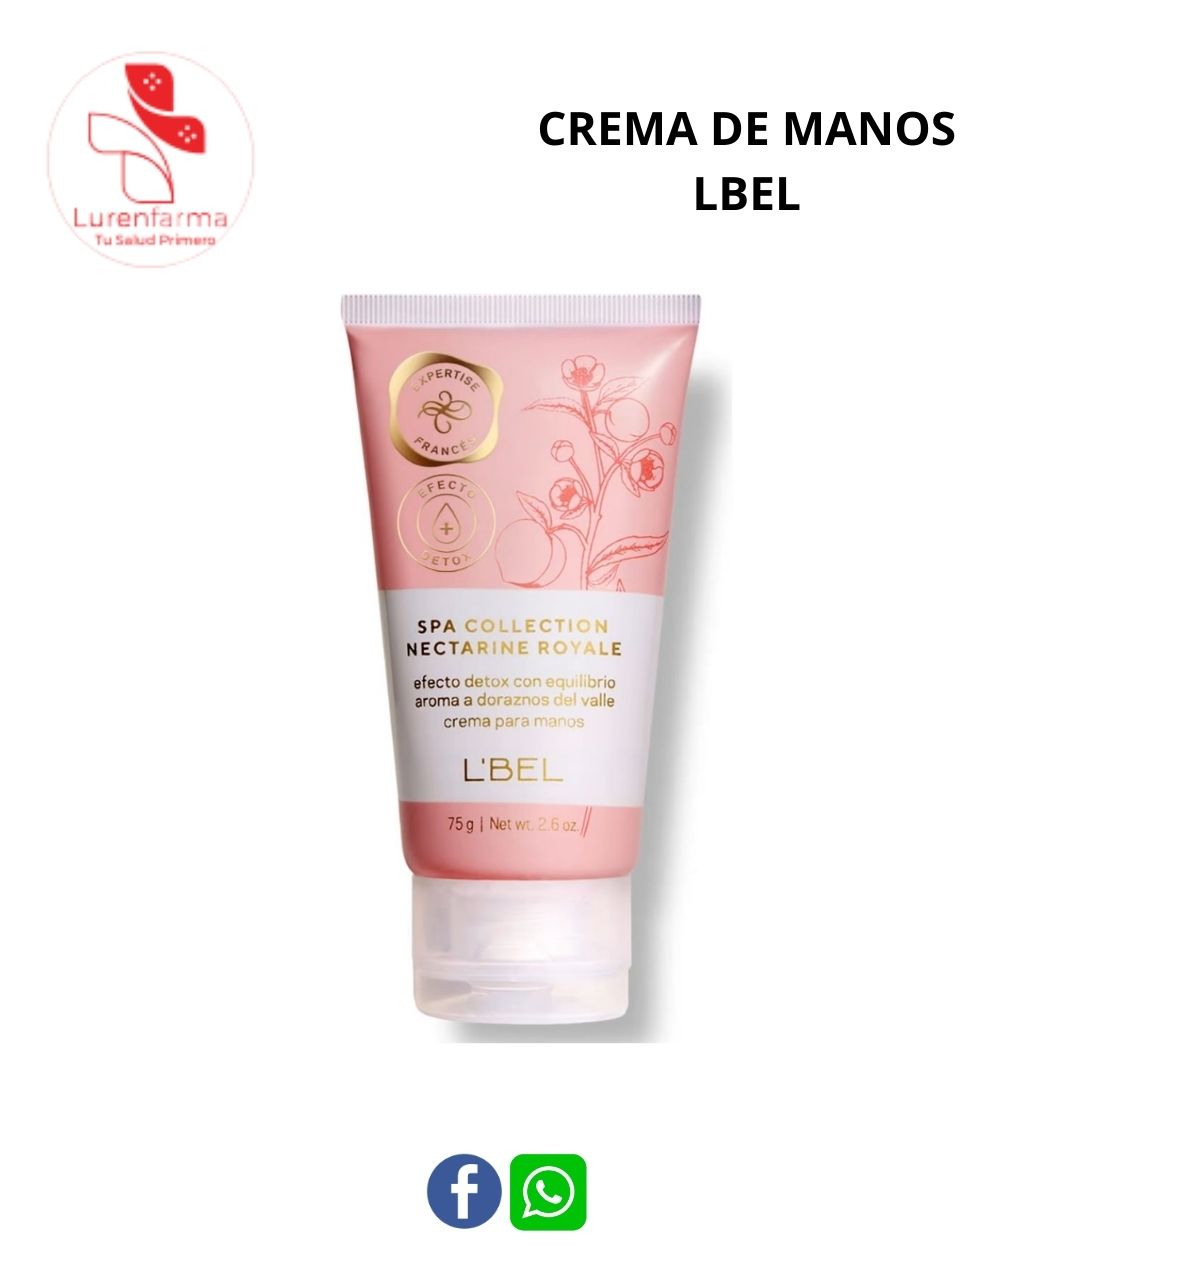 Lurenfarma
Tu Salud Primero
CREMA DE MANOS
LBEL
EXPERTISE
FRANCÉS
EFECTO
DETOX
SPA COLLECTION
NECTARINE ROYALE
efecto detox con equilibrio
aroma a doraznos del valle
crema para manos
L'BEL
75 g | Net wt. 2.6 oz.